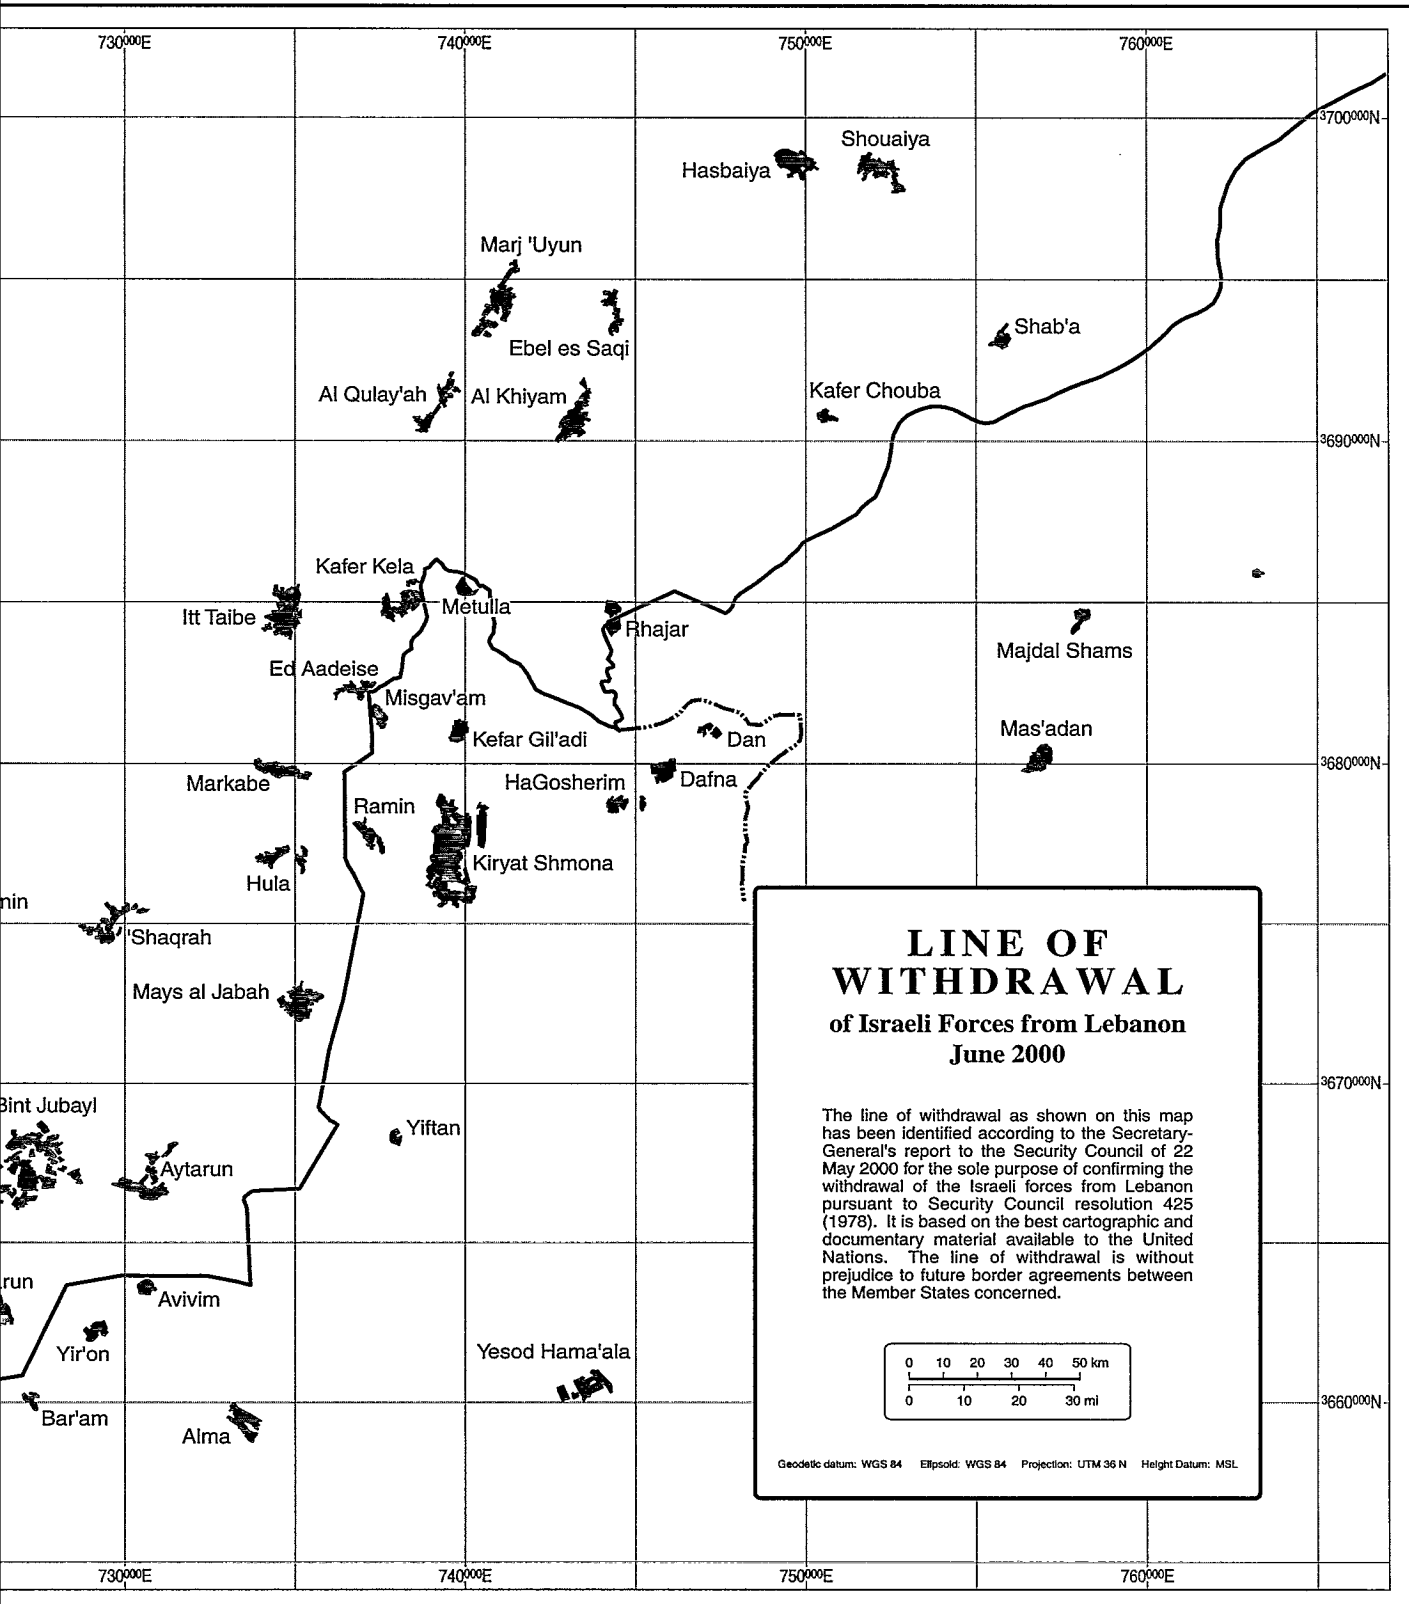 730000E 740000E 750000E 760000E
3700000N
Shouaiya
Hasbaiya
Marj 'Uyun
Shab'a
Ebel es Saqi
Kafer Chouba
Al Qulay'ah Al Khiyam
3690000N
Kafer Kela
Metulla
Itt Taibe
Rhajar
Majdal Shams
Ed Aadeise
Misgav'am
Mas'adan
Kefar Gil'adi
Dan
3680000N
Markabe
HaGosherim
Dafna
Ramin
Kiryat Shmona
Hula
nin
'Shaqrah
Mays al Jabah
LINE OF
WITHDRAWAL
of Israeli Forces from Lebanon
June 2000
3670000N
Bint Jubayl
Yiftan
Aytarun
The line of withdrawal as shown on this map
has been identified according to the Secretary-
General's report to the Security Council of 22
May 2000 for the sole purpose of confirming the
withdrawal of the Israeli forces from Lebanon
pursuant to Security Council resolution 425
(1978). It is based on the best cartographic and
documentary material available to the United
Nations. The line of withdrawal is without
prejudice to future border agreements between
the Member States concerned.
run
Avivim
Yir'on
Yesod Hama'ala
0 10 20 30 40 50 km
0 10 20 30 mi
3660000N
Bar'am
Alma
Geodetic datum: WGS 84 Elipsold: WGS 84 Projection: UTM 36 N Height Datum: MSL
730000E 740000E 750000E 760000E